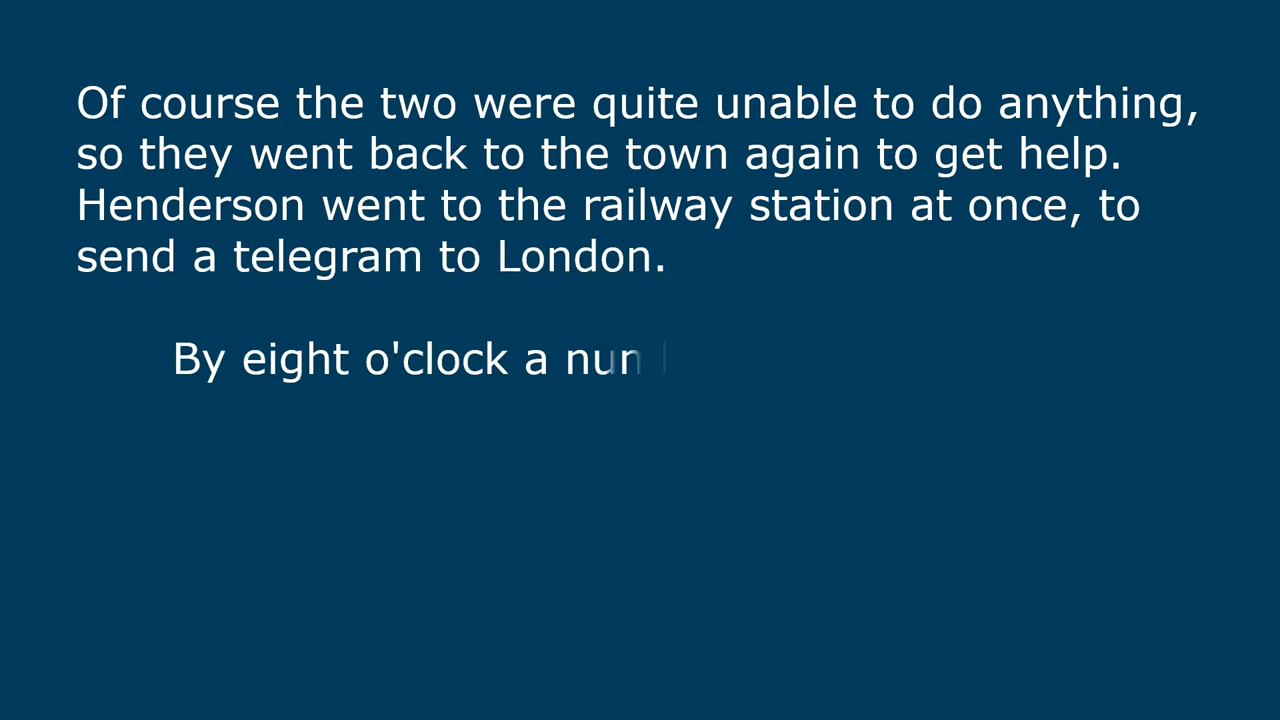 Of course the two were quite unable to do anything,
so they went back to the town again to get help.
Henderson went to the railway station at once, to
send a telegram to London.
By eight o'clock a